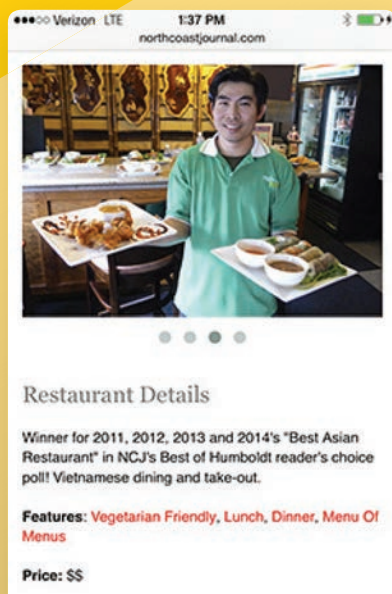 Verizon LTE 1:37 PM
northcoastjournal.com
Restaurant Details
Winner for 2011, 2012, 2013 and 2014's "Best Asian
Restaurant" in NCJ's Best of Humboldt reader's choice
poll! Vietnamese dining and take-out.
Features: Vegetarian Friendly, Lunch, Dinner, Menu Of
Menus
Price: $$